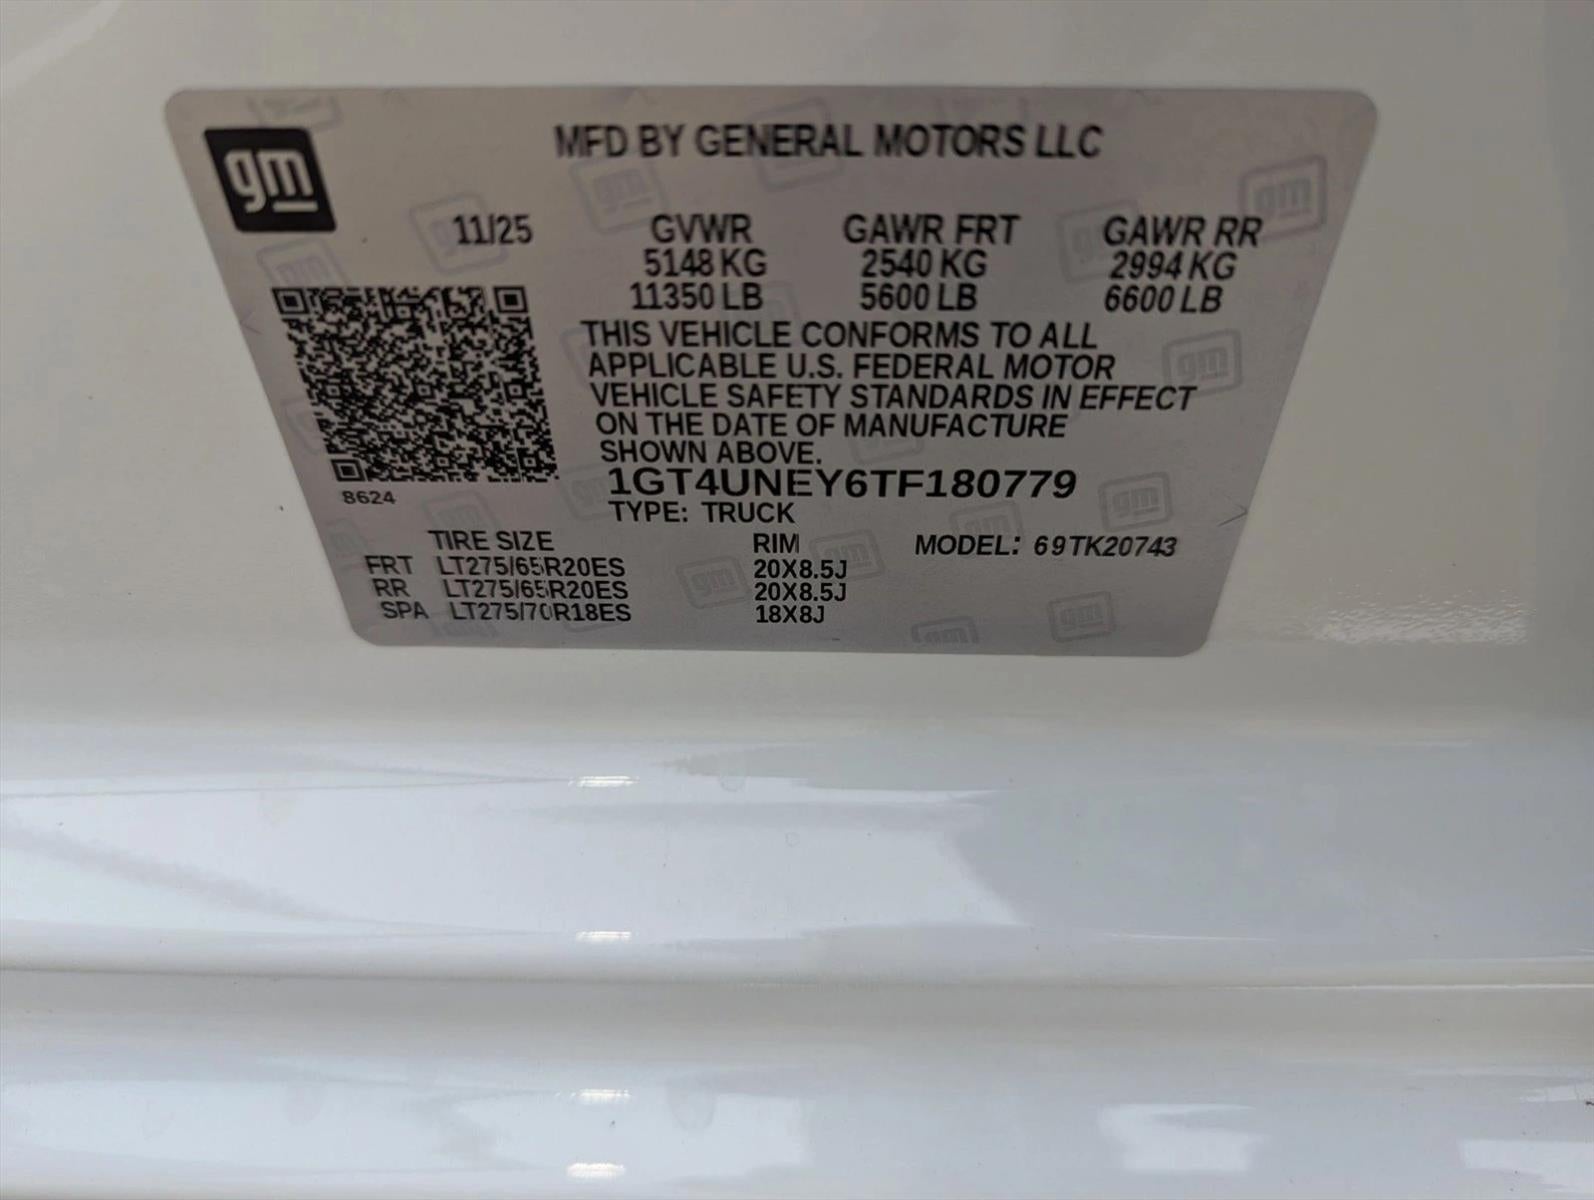 gm
MFD BY GENERAL MOTORS LLC
11/25 GVWR GAWR FRT GAWR RR
5148 KG 2540 KG 2994 KG
11350 LB 5600 LB 6600 LB
THIS VEHICLE CONFORMS TO ALL
APPLICABLE U.S. FEDERAL MOTOR
VEHICLE SAFETY STANDARDS IN EFFECT
ON THE DATE OF MANUFACTURE
SHOWN ABOVE.
8624
1GT4UNEY6TF180779
TYPE: TRUCK
TIRE SIZE RIM MODEL: 69TK20743
FRT LT275/65R20ES 20X8.5J
RR LT275/65R20ES 20X8.5J
SPA LT275/70R18ES 18X8J